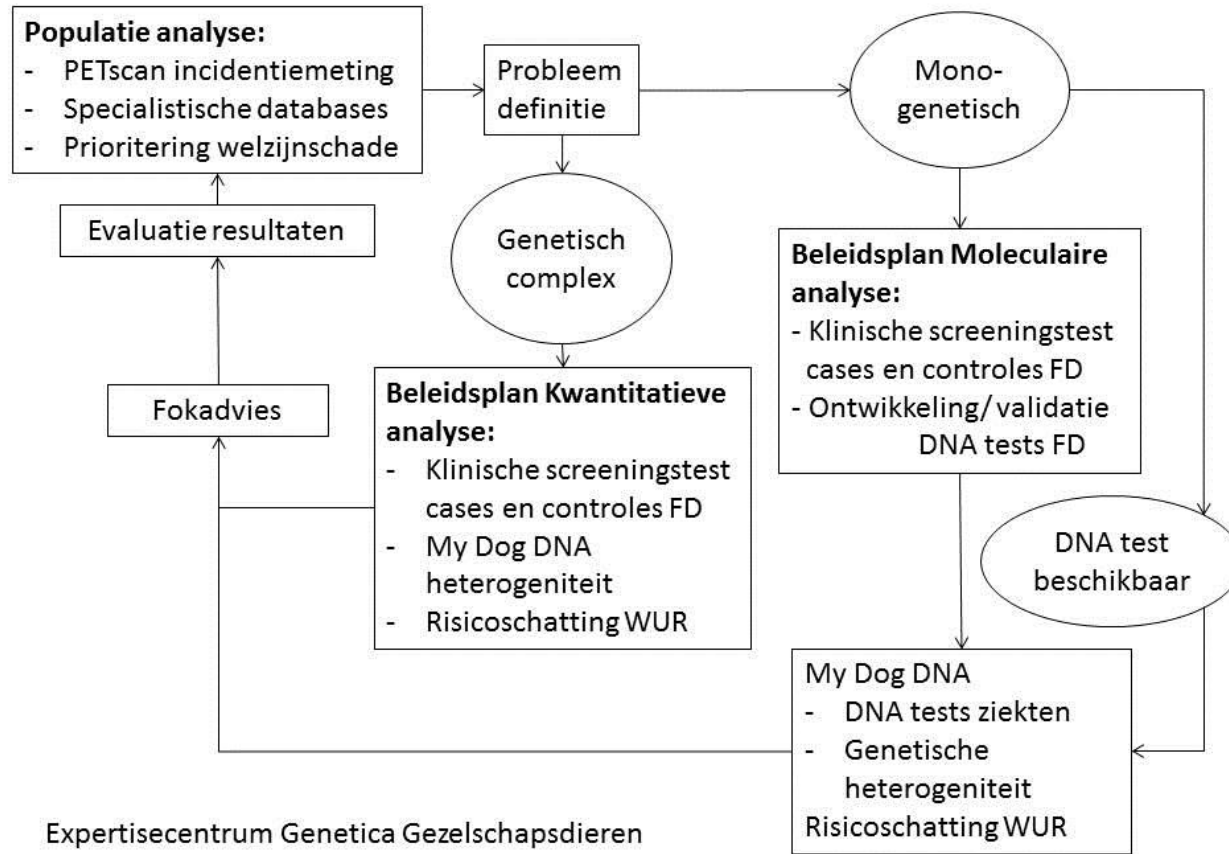 Populatie analyse:
- PETscan incidentiemeting
- Specialistische databases
- Prioritering welzijnschade
Probleem
definitie
Mono-
genetisch
Evaluatie resultaten
Genetisch
complex
Beleidsplan Moleculaire
analyse:
- Klinische screeningstest
cases en controles FD
- Ontwikkeling/validatie
DNA tests FD
Fokadvies
Beleidsplan Kwantitatieve
analyse:
- Klinische screeningstest
cases en controles FD
- My Dog DNA
heterogeniteit
- Risicoschatting WUR
DNA test
beschikbaar
My Dog DNA
- DNA tests ziekten
- Genetische
heterogeniteit
Risicoschatting WUR
Expertisecentrum Genetica Gezelschapsdieren